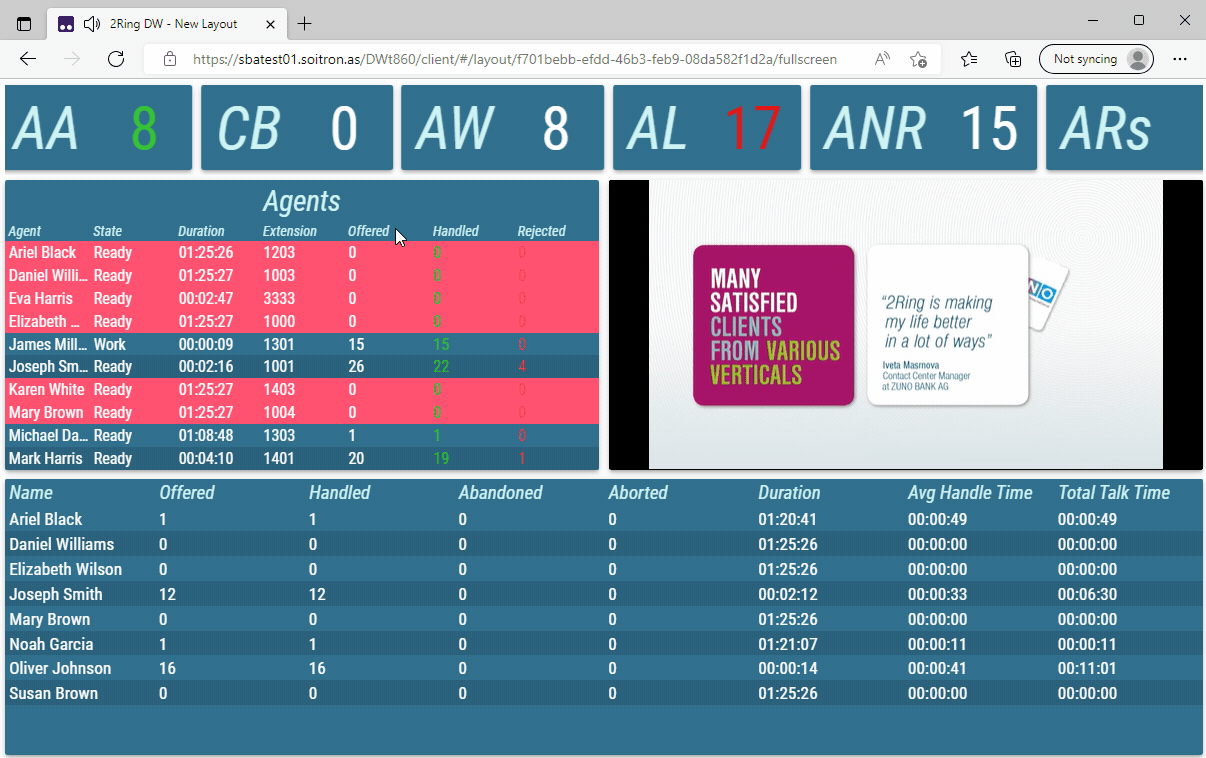 2Ring DW - New Layout
https://sbatest01.soitron.as/DWt860/client/#/layout/f701bebb-efdd-46b3-feb9-08da582f1d2a/fullscreen
Not syncing
AA 8 CB 0 AW 8 AL 17 ANR 15 ARs
Agents
Agent State Duration Extension Offered Handled Rejected
Ariel Black Ready 01:25:26 1203 0 0 0
Daniel Willi... Ready 01:25:27 1003 0 0 0
Eva Harris Ready 00:02:47 3333 0 0 0
Elizabeth ... Ready 01:25:27 1000 0 0 0
James Mill... Work 00:00:09 1301 15 15 0
Joseph Sm... Ready 00:02:16 1001 26 22 4
Karen White Ready 01:25:27 1403 0 0 0
Mary Brown Ready 01:25:27 1004 0 0 0
Michael Da... Ready 01:08:48 1303 1 1 0
Mark Harris Ready 00:04:10 1401 20 19 1
MANY
SATISFIED
CLIENTS
FROM VARIOUS
VERTICALS
“2Ring is making
my life better
in a lot of ways”
Iveta Masrnova
Contact Center Manager
at ZUNO BANK AG
Name Offered Handled Abandoned Aborted Duration Avg Handle Time Total Talk Time
Ariel Black 1 1 0 0 01:20:41 00:00:49 00:00:49
Daniel Williams 0 0 0 0 01:25:26 00:00:00 00:00:00
Elizabeth Wilson 0 0 0 0 01:25:26 00:00:00 00:00:00
Joseph Smith 12 12 0 0 00:02:12 00:00:33 00:06:30
Mary Brown 0 0 0 0 01:25:26 00:00:00 00:00:00
Noah Garcia 1 1 0 0 01:21:07 00:00:11 00:00:11
Oliver Johnson 16 16 0 0 00:00:14 00:00:41 00:11:01
Susan Brown 0 0 0 0 01:25:26 00:00:00 00:00:00